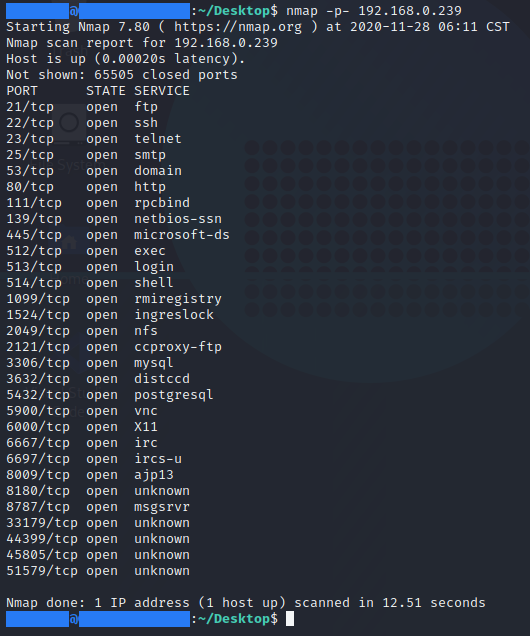 @ :~/Desktop$ nmap -p- 192.168.0.239
Starting Nmap 7.80 ( https://nmap.org ) at 2020-11-28 06:11 CST
Nmap scan report for 192.168.0.239
Host is up (0.00020s latency).
Not shown: 65505 closed ports
PORT      STATE SERVICE
21/tcp    open  ftp
22/tcp    open  ssh
23/tcp    open  telnet
25/tcp    open  smtp
53/tcp    open  domain
80/tcp    open  http
111/tcp   open  rpcbind
139/tcp   open  netbios-ssn
445/tcp   open  microsoft-ds
512/tcp   open  exec
513/tcp   open  login
514/tcp   open  shell
1099/tcp  open  rmiregistry
1524/tcp  open  ingreslock
2049/tcp  open  nfs
2121/tcp  open  ccproxy-ftp
3306/tcp  open  mysql
3632/tcp  open  distccd
5432/tcp  open  postgresql
5900/tcp  open  vnc
6000/tcp  open  X11
6667/tcp  open  irc
6697/tcp  open  ircs-u
8009/tcp  open  ajp13
8180/tcp  open  unknown
8787/tcp  open  msgsrvr
33179/tcp open  unknown
44399/tcp open  unknown
45805/tcp open  unknown
51579/tcp open  unknown
Nmap done: 1 IP address (1 host up) scanned in 12.51 seconds
@ :~/Desktop$